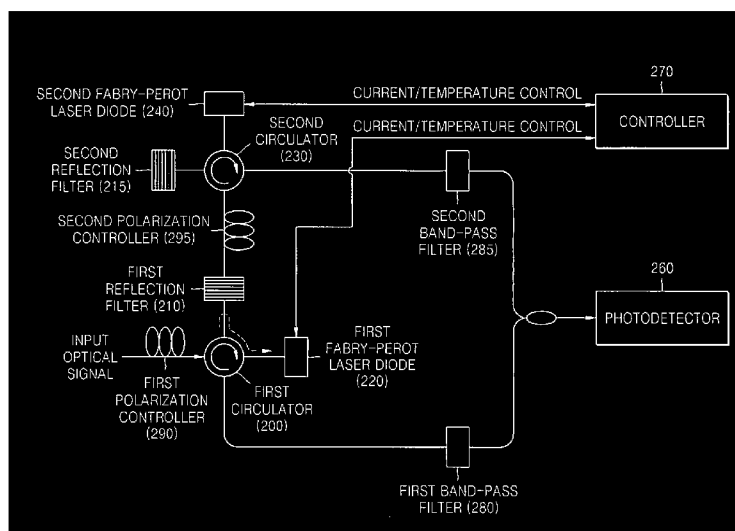 270
SECOND FABRY-PEROT
LASER DIODE (240)
CURRENT/TEMPERATURE CONTROL
CONTROLLER
CURRENT/TEMPERATURE CONTROL
SECOND
CIRCULATOR
(230)
SECOND
REFLECTION
FILTER (215)
SECOND POLARIZATION
CONTROLLER (295)
SECOND
BAND-PASS
FILTER (285)
FIRST
REFLECTION
FILTER (210)
260
PHOTODETECTOR
INPUT
OPTICAL
SIGNAL
FIRST
FABRY-PEROT
LASER DIODE
(220)
FIRST
POLARIZATION
CONTROLLER
(290)
FIRST
CIRCULATOR
(200)
FIRST BAND-PASS
FILTER (280)